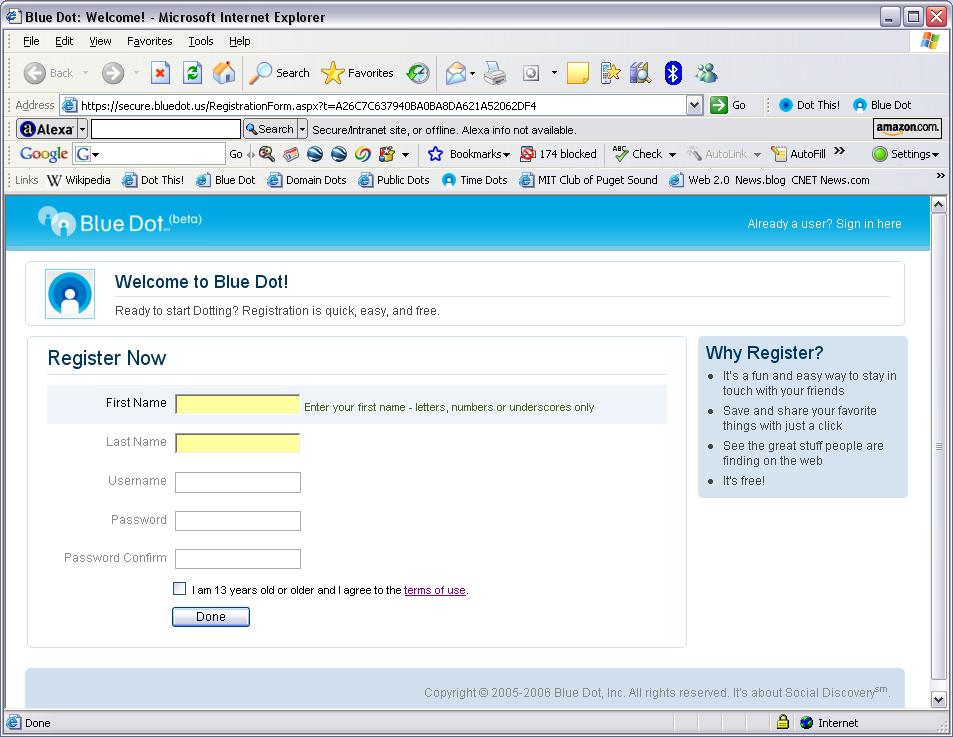 Blue Dot: Welcome! - Microsoft Internet Explorer
File Edit View Favorites Tools Help
Back Search Favorites
Address https://secure.bluedot.us/RegistrationForm.aspx?t=A26C7C637940BA0BA8DA621A52062DF4 Go Dot This! Blue Dot
Alexa Search Secure/Intranet site, or offline. Alexa info not available. amazon.com.
Google G Go Bookmarks 174 blocked ABC Check AutoLink AutoFill » Settings
Links Wikipedia Dot This! Blue Dot Domain Dots Public Dots Time Dots MIT Club of Puget Sound Web 2.0 News.blog CNET News.com »
Blue Dot (beta)
Already a user? Sign in here
Welcome to Blue Dot!
Ready to start Dotting? Registration is quick, easy, and free.
Register Now
First Name Enter your first name - letters, numbers or underscores only
Last Name
Username
Password
Password Confirm
I am 13 years old or older and I agree to the terms of use.
Done
Why Register?
It's a fun and easy way to stay in
touch with your friends
Save and share your favorite
things with just a click
See the great stuff people are
finding on the web
It's free!
Copyright © 2005-2006 Blue Dot, Inc. All rights reserved. It's about Social Discovery℠.
Done Internet